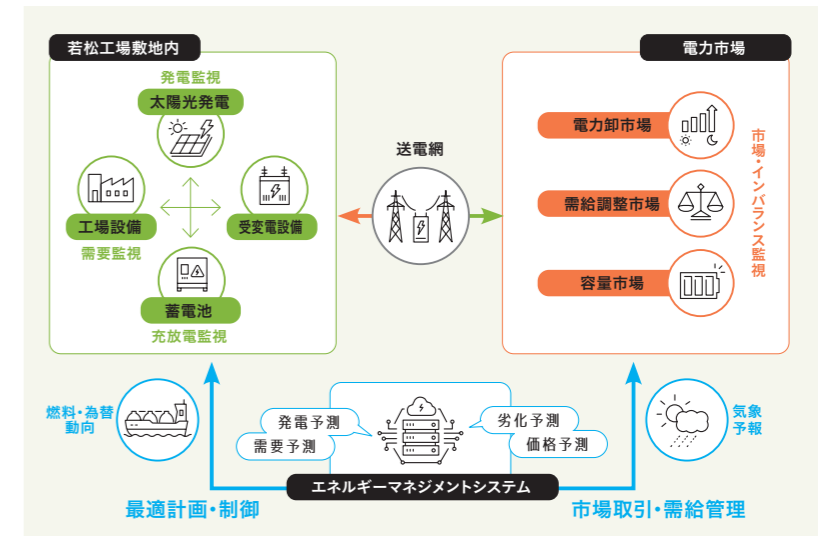 若松工場敷地内
発電監視
太陽光発電
工場設備
需要監視
受変電設備
蓄電池
充放電監視
送電網
電力市場
電力卸市場
需給調整市場
容量市場
市場・インバランス監視
燃料・為替
動向
発電予測
需要予測
劣化予測
価格予測
気象
予報
エネルギーマネジメントシステム
最適計画・制御
市場取引・需給管理